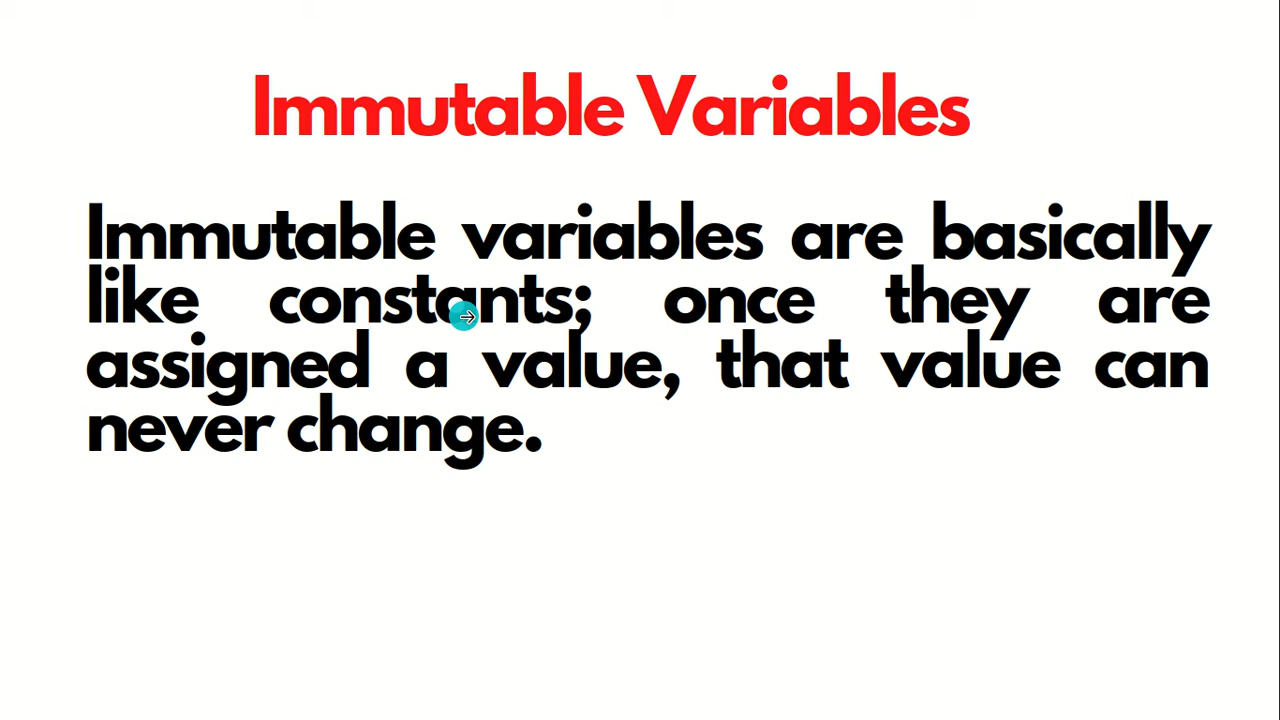 Immutable Variables
Immutable variables are basically
like constants; once they are
assigned a value, that value can
never change.